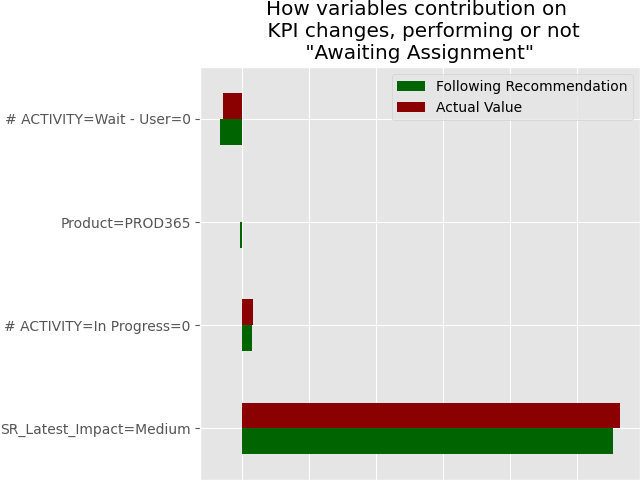 How variables contribution on
KPI changes, performing or not
"Awaiting Assignment"
Following Recommendation
Actual Value
# ACTIVITY=Wait - User=0
Product=PROD365
# ACTIVITY=In Progress=0
SR_Latest_Impact=Medium